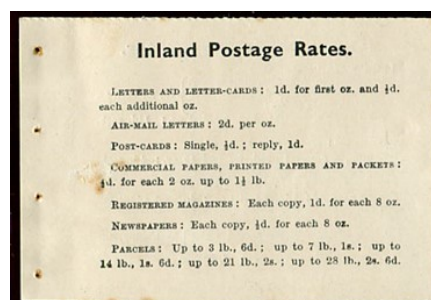 Inland Postage Rates.
LETTERS AND LETTER-CARDS : 1d. for first oz. and ½d.
each additional oz.
AIR-MAIL LETTERS : 2d. per oz.
POST-CARDS : Single, ½d. ; reply, 1d.
COMMERCIAL PAPERS, PRINTED PAPERS AND PACKETS :
½d. for each 2 oz. up to 1½ lb.
REGISTERED MAGAZINES : Each copy, 1d. for each 8 oz.
NEWSPAPERS : Each copy, ½d. for each 8 oz.
PARCELS : Up to 3 lb., 6d. ; up to 7 lb., 1s. ; up to
14 lb., 1s. 6d. ; up to 21 lb., 2s. ; up to 28 lb., 2s. 6d.